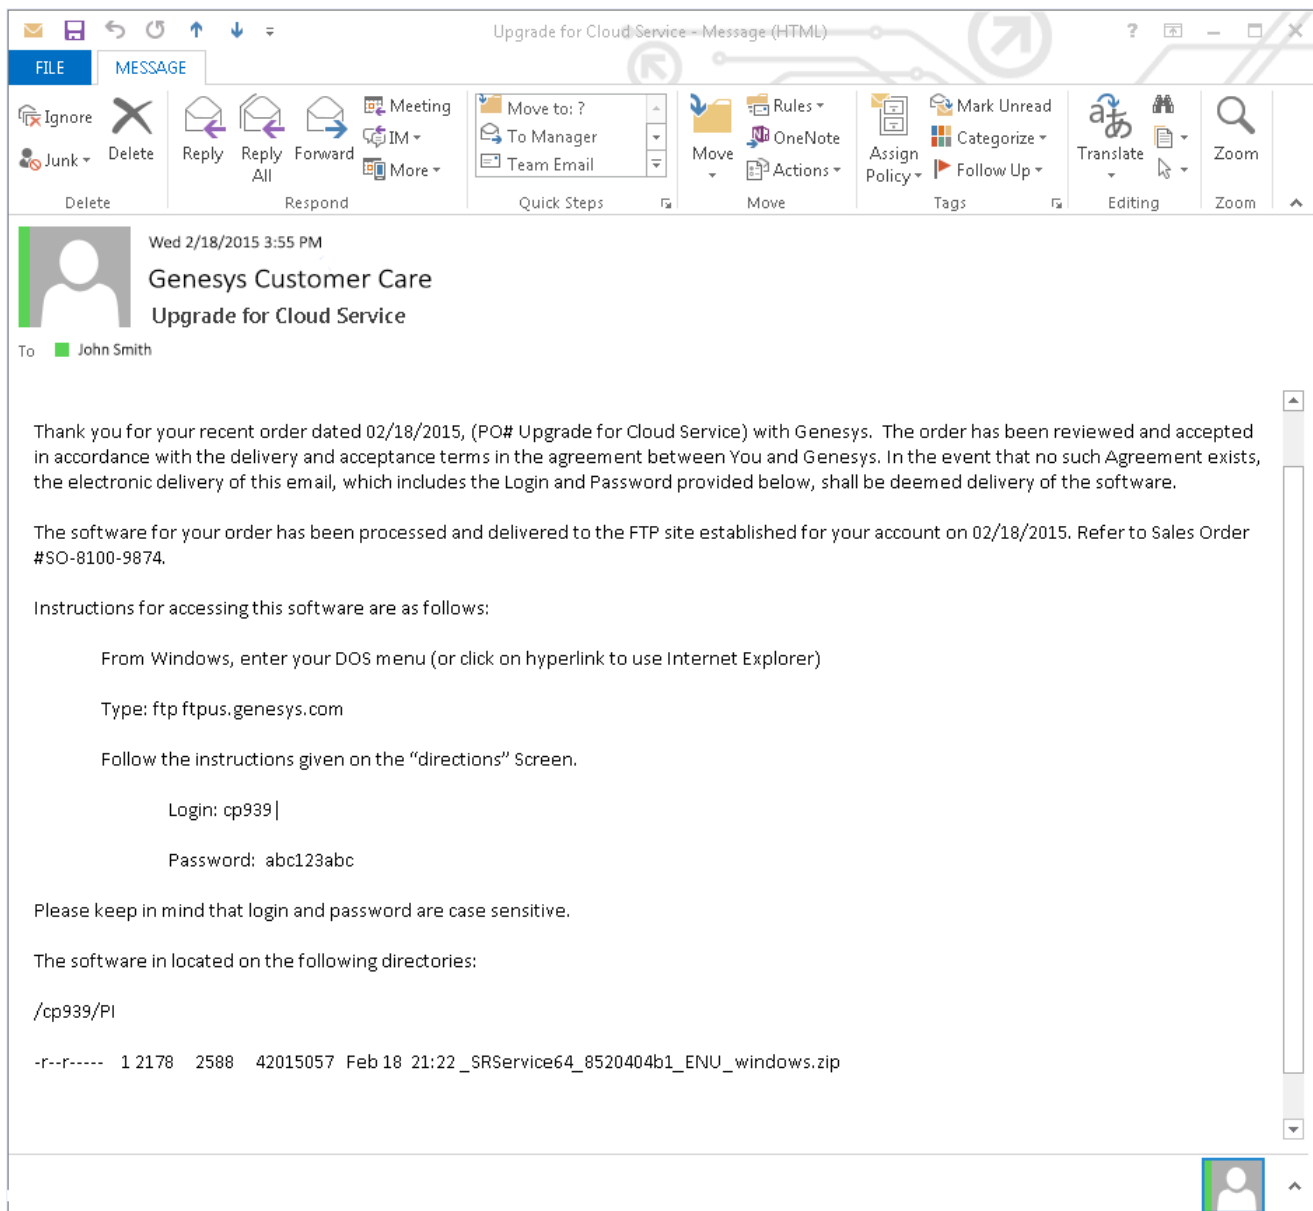 Upgrade for Cloud Service - Message (HTML)
?
FILE
MESSAGE
Ignore
Junk
Delete
Reply
Reply All
Forward
Meeting
IM
More
Move to: ?
To Manager
Team Email
Move
Rules
OneNote
Actions
Assign Policy
Mark Unread
Categorize
Follow Up
Translate
Zoom
Delete
Respond
Quick Steps
Move
Tags
Editing
Zoom
Wed 2/18/2015 3:55 PM
Genesys Customer Care
Upgrade for Cloud Service
To John Smith
Thank you for your recent order dated 02/18/2015, (PO# Upgrade for Cloud Service) with Genesys. The order has been reviewed and accepted
in accordance with the delivery and acceptance terms in the agreement between You and Genesys. In the event that no such Agreement exists,
the electronic delivery of this email, which includes the Login and Password provided below, shall be deemed delivery of the software.
The software for your order has been processed and delivered to the FTP site established for your account on 02/18/2015. Refer to Sales Order
#SO-8100-9874.
Instructions for accessing this software are as follows:
From Windows, enter your DOS menu (or click on hyperlink to use Internet Explorer)
Type: ftp ftpus.genesys.com
Follow the instructions given on the “directions” Screen.
Login: cp939
Password: abc123abc
Please keep in mind that login and password are case sensitive.
The software in located on the following directories:
/cp939/PI
-r--r----- 1 2178 2588 42015057 Feb 18 21:22 _SRService64_8520404b1_ENU_windows.zip